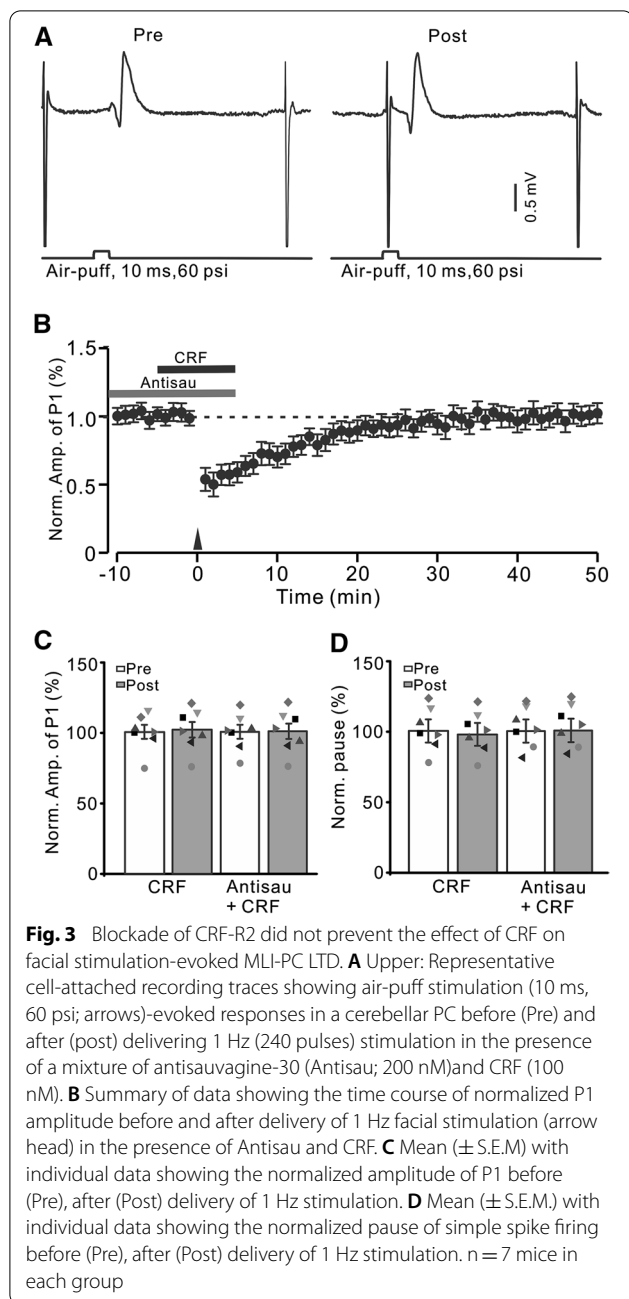 A
Pre
Post
0.5 mV
Air-puff, 10 ms,60 psi
Air-puff, 10 ms,60 psi
B
Norm. Amp. of P1 (%)
1.5
1.0
0.5
0
CRF
Antisau
-10
0
10
20
30
40
50
Time (min)
C
Norm. Amp. of P1 (%)
150
100
50
0
Pre
Post
CRF
Antisau
+ CRF
D
Norm. pause (%)
150
100
50
0
Pre
Post
CRF
Antisau
+ CRF
Fig. 3 Blockade of CRF-R2 did not prevent the effect of CRF on
facial stimulation-evoked MLI-PC LTD. A Upper: Representative
cell-attached recording traces showing air-puff stimulation (10 ms,
60 psi; arrows)-evoked responses in a cerebellar PC before (Pre) and
after (post) delivering 1 Hz (240 pulses) stimulation in the presence
of a mixture of antisauvagine-30 (Antisau; 200 nM)and CRF (100
nM). B Summary of data showing the time course of normalized P1
amplitude before and after delivery of 1 Hz facial stimulation (arrow
head) in the presence of Antisau and CRF. C Mean (± S.E.M) with
individual data showing the normalized amplitude of P1 before
(Pre), after (Post) delivery of 1 Hz stimulation. D Mean (± S.E.M.) with
individual data showing the normalized pause of simple spike firing
before (Pre), after (Post) delivery of 1 Hz stimulation. n = 7 mice in
each group